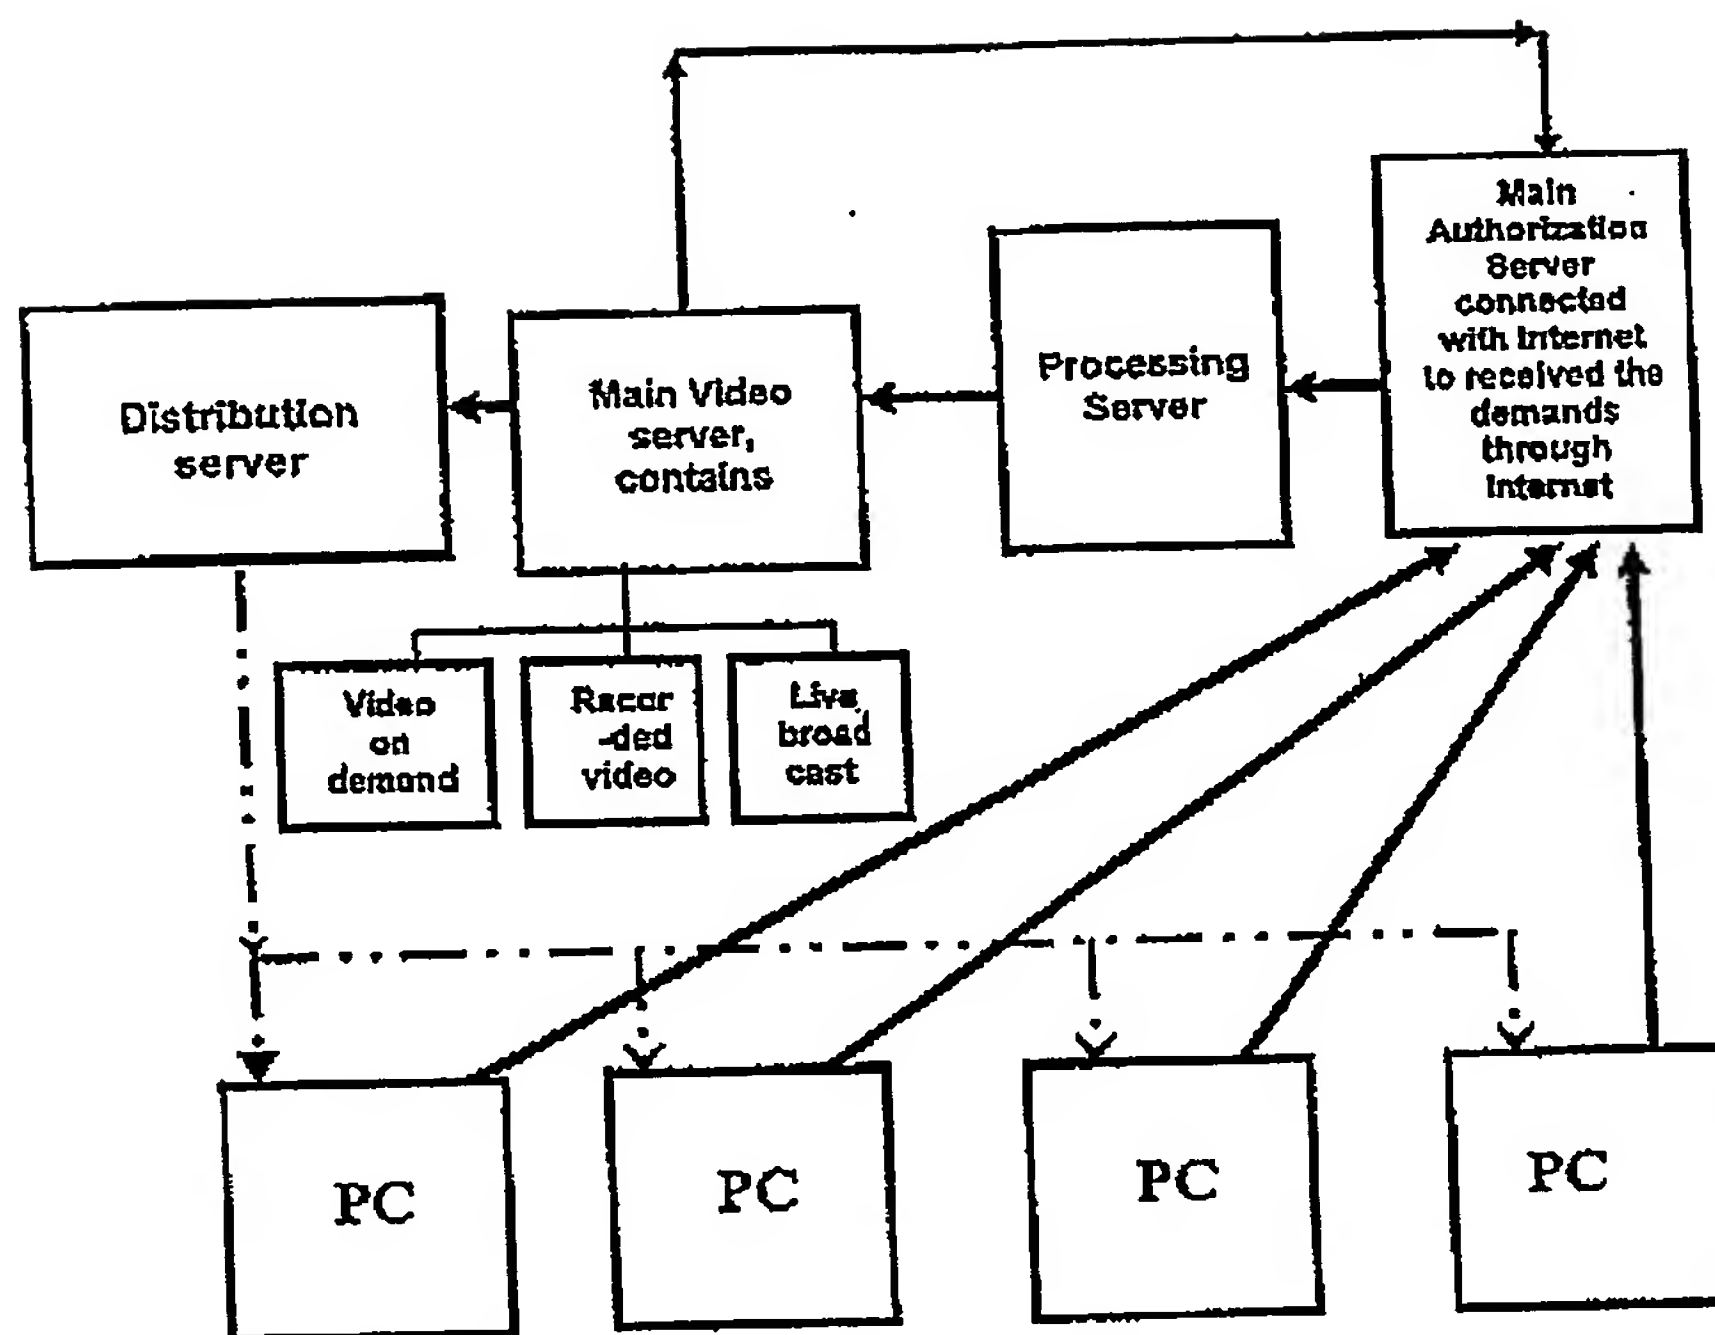 Main
Authorization
Server
connected
with Internet
to received the
demands
through
Internet
Processing
Server
Main Video
server,
contains
Distribution
server
Video
on
demand
Recor
-ded
video
Live
broad
cast
PC
PC
PC
PC